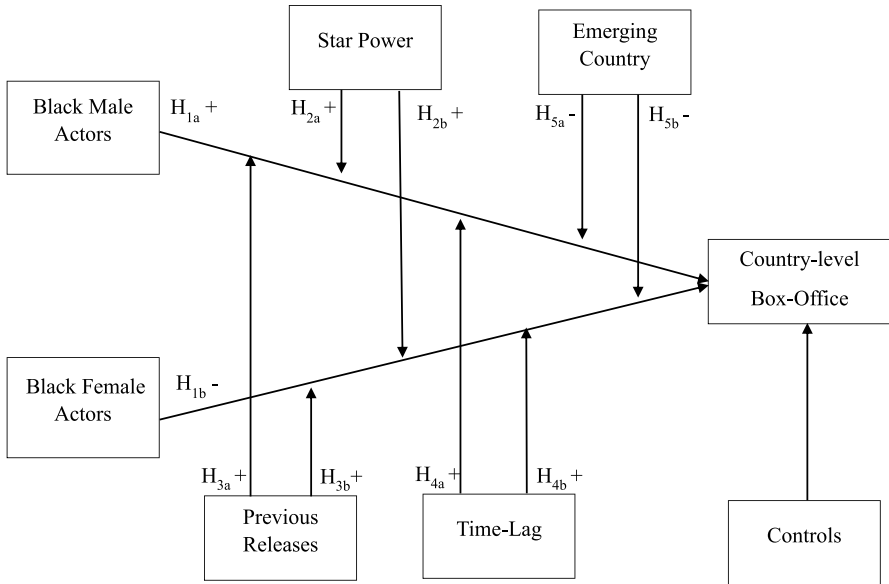 Star Power
Emerging
Country
Black Male
Actors
H1a +
H2a +
H2b +
H5a -
H5b -
Country-level
Box-Office
Black Female
Actors
H1b -
H3a +
H3b +
H4a +
H4b +
Previous
Releases
Time-Lag
Controls